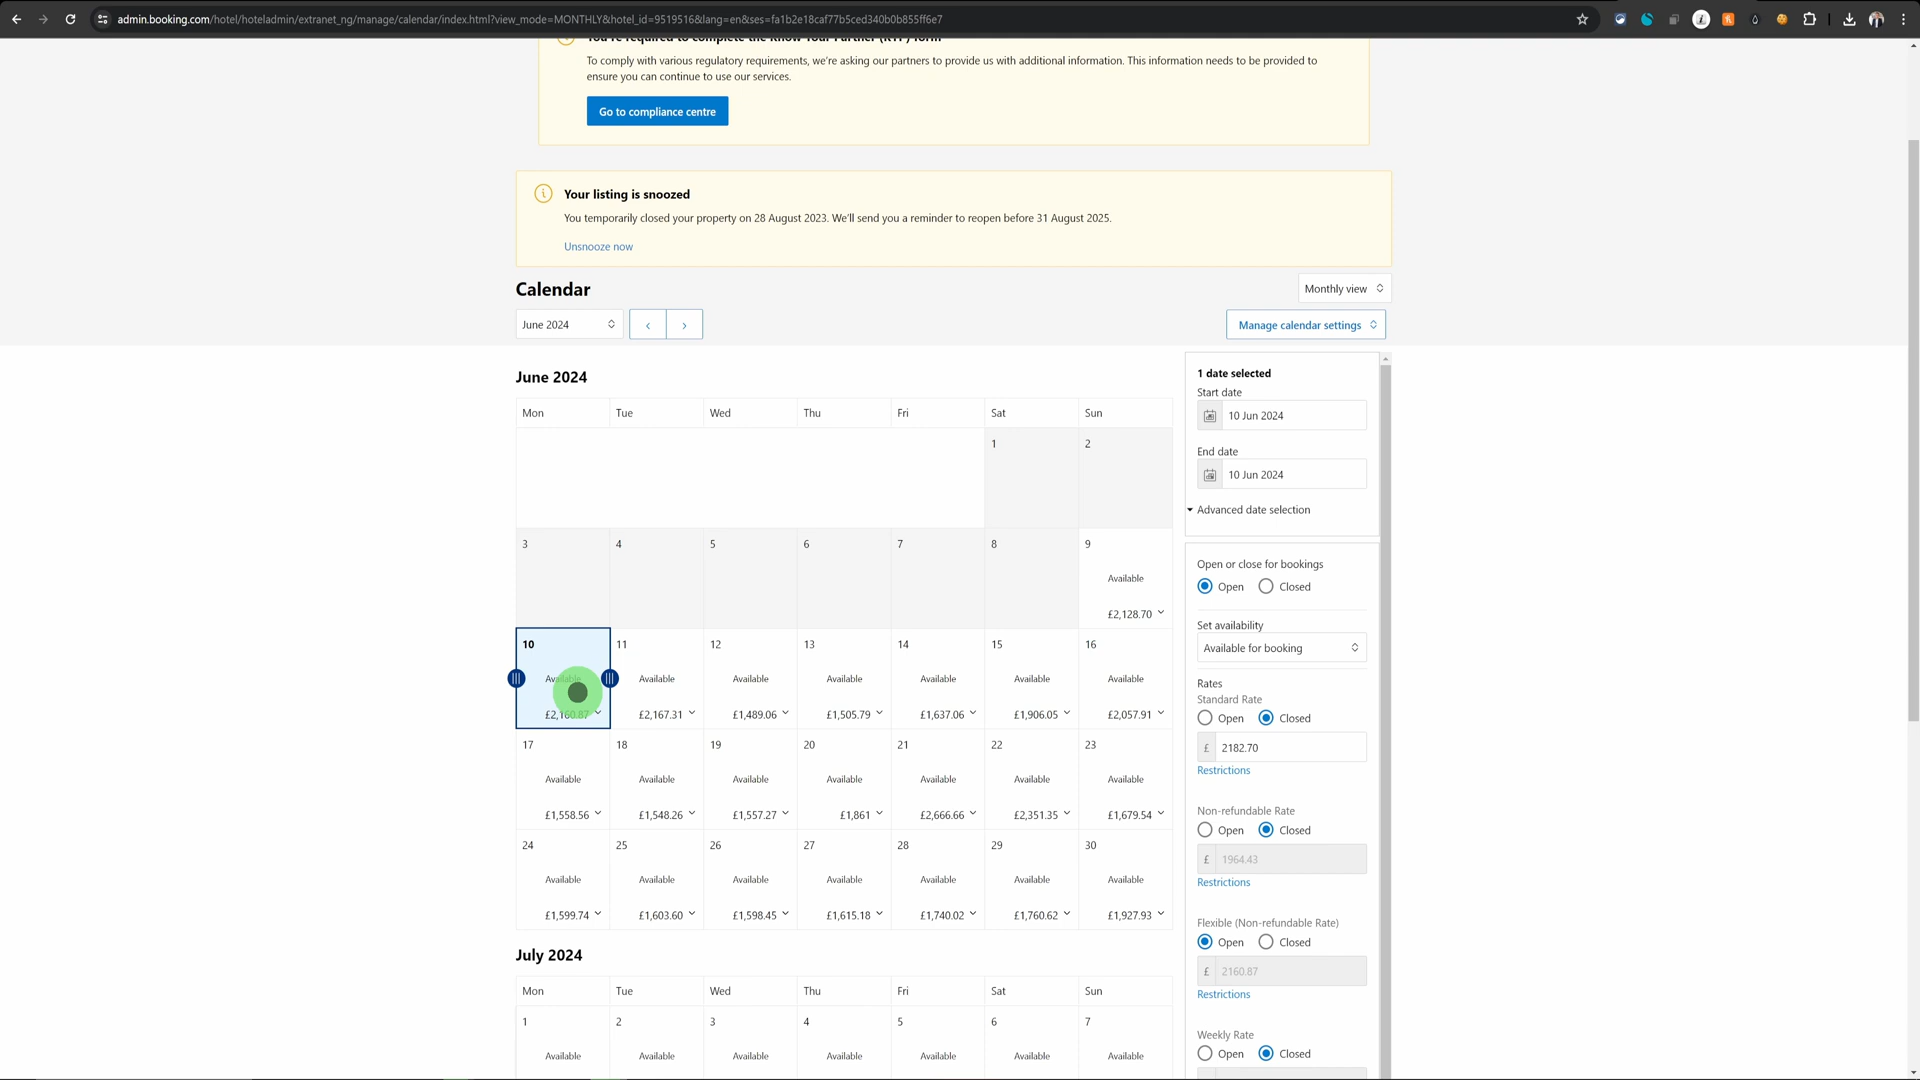 admin.booking.com/hotel/hoteladmin/extranet_ng/manage/calendar/index.html?view_mode=MONTHLY&hotel_id=9519516&lang=en&ses=fa1b2e18caf77b5ced340b0b855ff6e7
You're required to complete the Know Your Partner (KYP) form
To comply with various regulatory requirements, we're asking our partners to provide us with additional information. This information needs to be provided to
ensure you can continue to use our services.
Go to compliance centre
Your listing is snoozed
You temporarily closed your property on 28 August 2023. We'll send you a reminder to reopen before 31 August 2025.
Unsnooze now
Calendar
Monthly view
June 2024
Manage calendar settings
June 2024
Mon Tue Wed Thu Fri Sat Sun
1 2
3 4 5 6 7 8 9
Available
£2,128.70
10 11 12 13 14 15 16
Available Available Available Available Available Available Available
£2,160.87 £2,167.31 £1,489.06 £1,505.79 £1,637.06 £1,906.05 £2,057.91
17 18 19 20 21 22 23
Available Available Available Available Available Available Available
£1,558.56 £1,548.26 £1,557.27 £1,861 £2,666.66 £2,351.35 £1,679.54
24 25 26 27 28 29 30
Available Available Available Available Available Available Available
£1,599.74 £1,603.60 £1,598.45 £1,615.18 £1,740.02 £1,760.62 £1,927.93
July 2024
Mon Tue Wed Thu Fri Sat Sun
1 2 3 4 5 6 7
Available Available Available Available Available Available Available
1 date selected
Start date
10 Jun 2024
End date
10 Jun 2024
Advanced date selection
Open or close for bookings
Open Closed
Set availability
Available for booking
Rates
Standard Rate
Open Closed
£ 2182.70
Restrictions
Non-refundable Rate
Open Closed
£ 1964.43
Restrictions
Flexible (Non-refundable Rate)
Open Closed
£ 2160.87
Restrictions
Weekly Rate
Open Closed